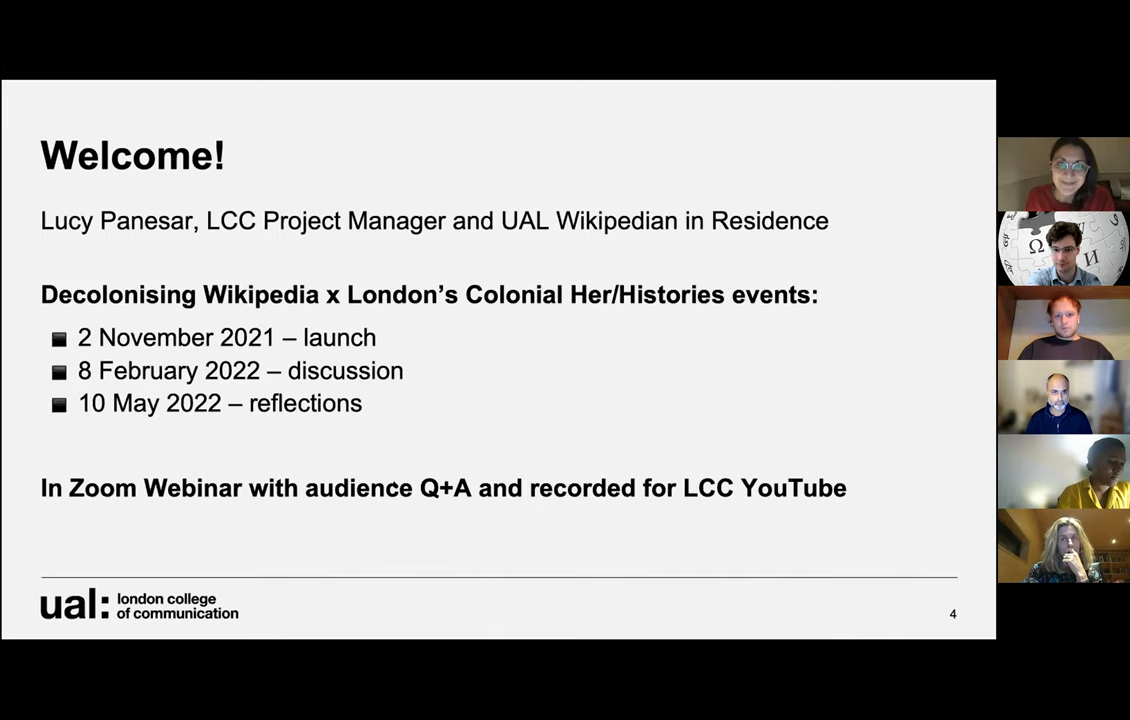 Welcome!
Lucy Panesar, LCC Project Manager and UAL Wikipedian in Residence
Decolonising Wikipedia x London’s Colonial Her/Histories events:
2 November 2021 – launch
8 February 2022 – discussion
10 May 2022 – reflections
In Zoom Webinar with audience Q+A and recorded for LCC YouTube
ual: london college
of communication
4
Ω
W
И